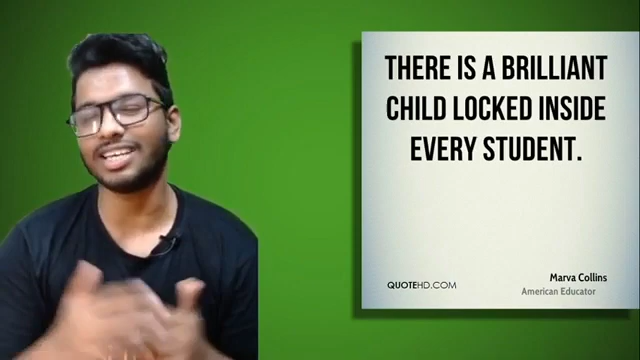 THERE IS A BRILLIANT
CHILD LOCKED INSIDE
EVERY STUDENT.
Marva Collins
QUOTEHD.COM
American Educator